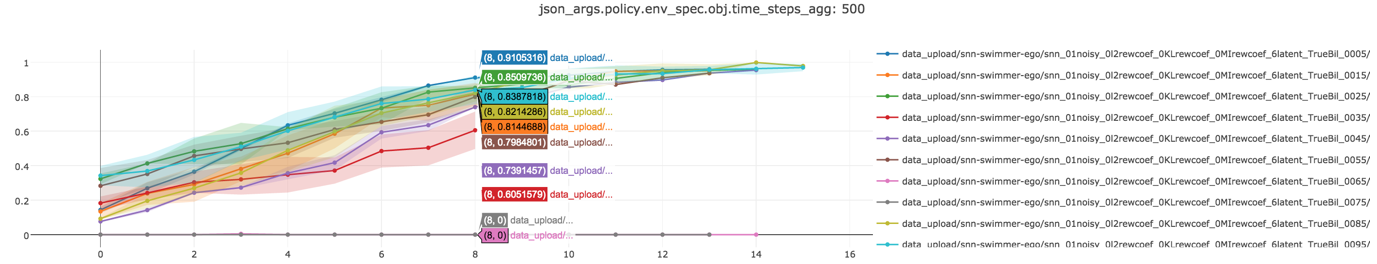 json_args.policy.env_spec.obj.time_steps_agg: 500
1
0.8
0.6
0.4
0.2
0
0
2
4
6
8
10
12
14
16
(8, 0.9105316) data_upload/...
(8, 0.8509736) data_upload/...
(8, 0.8387818) data_upload/...
(8, 0.8214286) data_upload/...
(8, 0.8144688) data_upload/...
(8, 0.7984801) data_upload/...
(8, 0.7391457) data_upload/...
(8, 0.6051579) data_upload/...
(8, 0) data_upload/...
(8, 0) data_upload/...
data_upload/snn-swimmer-ego/snn_01noisy_0l2rewcoef_0KLrewcoef_0MIrewcoef_6latent_TrueBil_0005/
data_upload/snn-swimmer-ego/snn_01noisy_0l2rewcoef_0KLrewcoef_0MIrewcoef_6latent_TrueBil_0015/
data_upload/snn-swimmer-ego/snn_01noisy_0l2rewcoef_0KLrewcoef_0MIrewcoef_6latent_TrueBil_0025/
data_upload/snn-swimmer-ego/snn_01noisy_0l2rewcoef_0KLrewcoef_0MIrewcoef_6latent_TrueBil_0035/
data_upload/snn-swimmer-ego/snn_01noisy_0l2rewcoef_0KLrewcoef_0MIrewcoef_6latent_TrueBil_0045/
data_upload/snn-swimmer-ego/snn_01noisy_0l2rewcoef_0KLrewcoef_0MIrewcoef_6latent_TrueBil_0055/
data_upload/snn-swimmer-ego/snn_01noisy_0l2rewcoef_0KLrewcoef_0MIrewcoef_6latent_TrueBil_0065/
data_upload/snn-swimmer-ego/snn_01noisy_0l2rewcoef_0KLrewcoef_0MIrewcoef_6latent_TrueBil_0075/
data_upload/snn-swimmer-ego/snn_01noisy_0l2rewcoef_0KLrewcoef_0MIrewcoef_6latent_TrueBil_0085/
data_upload/snn-swimmer-ego/snn_01noisy_0l2rewcoef_0KLrewcoef_0MIrewcoef_6latent_TrueBil_0095/